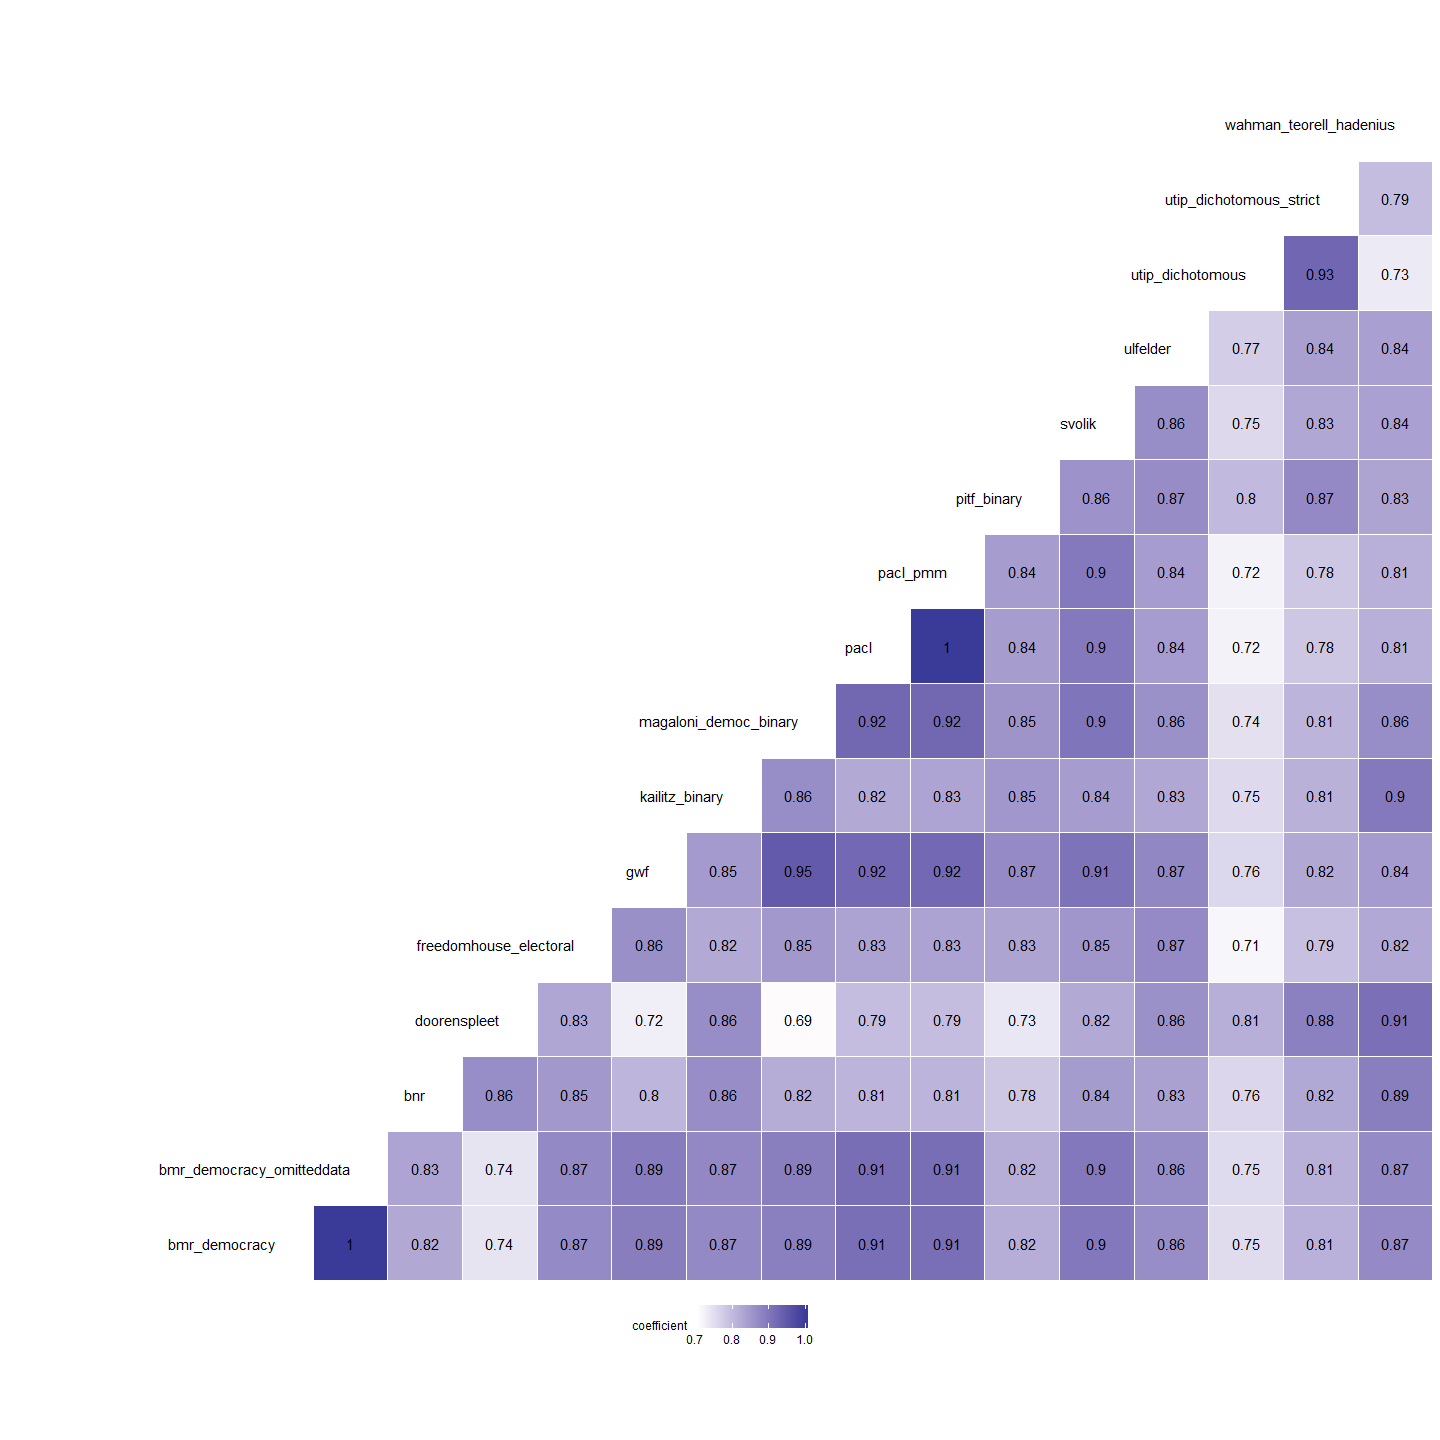 wahman_teorell_hadenius
utip_dichotomous_strict 0.79
utip_dichotomous 0.93 0.73
ulfelder 0.77 0.84 0.84
svolik 0.86 0.75 0.83 0.84
pitf_binary 0.86 0.87 0.8 0.87 0.83
pacl_pmm 0.84 0.9 0.84 0.72 0.78 0.81
pacl 1 0.84 0.9 0.84 0.72 0.78 0.81
magaloni_democ_binary 0.92 0.92 0.85 0.9 0.86 0.74 0.81 0.86
kailitz_binary 0.86 0.82 0.83 0.85 0.84 0.83 0.75 0.81 0.9
gwf 0.85 0.95 0.92 0.92 0.87 0.91 0.87 0.76 0.82 0.84
freedomhouse_electoral 0.86 0.82 0.85 0.83 0.83 0.83 0.85 0.87 0.71 0.79 0.82
doorenspleet 0.83 0.72 0.86 0.69 0.79 0.79 0.73 0.82 0.86 0.81 0.88 0.91
bnr 0.86 0.85 0.8 0.86 0.82 0.81 0.81 0.78 0.84 0.83 0.76 0.82 0.89
bmr_democracy_omitteddata 0.83 0.74 0.87 0.89 0.87 0.89 0.91 0.91 0.82 0.9 0.86 0.75 0.81 0.87
bmr_democracy 1 0.82 0.74 0.87 0.89 0.87 0.89 0.91 0.91 0.82 0.9 0.86 0.75 0.81 0.87
coefficient
0.7 0.8 0.9 1.0